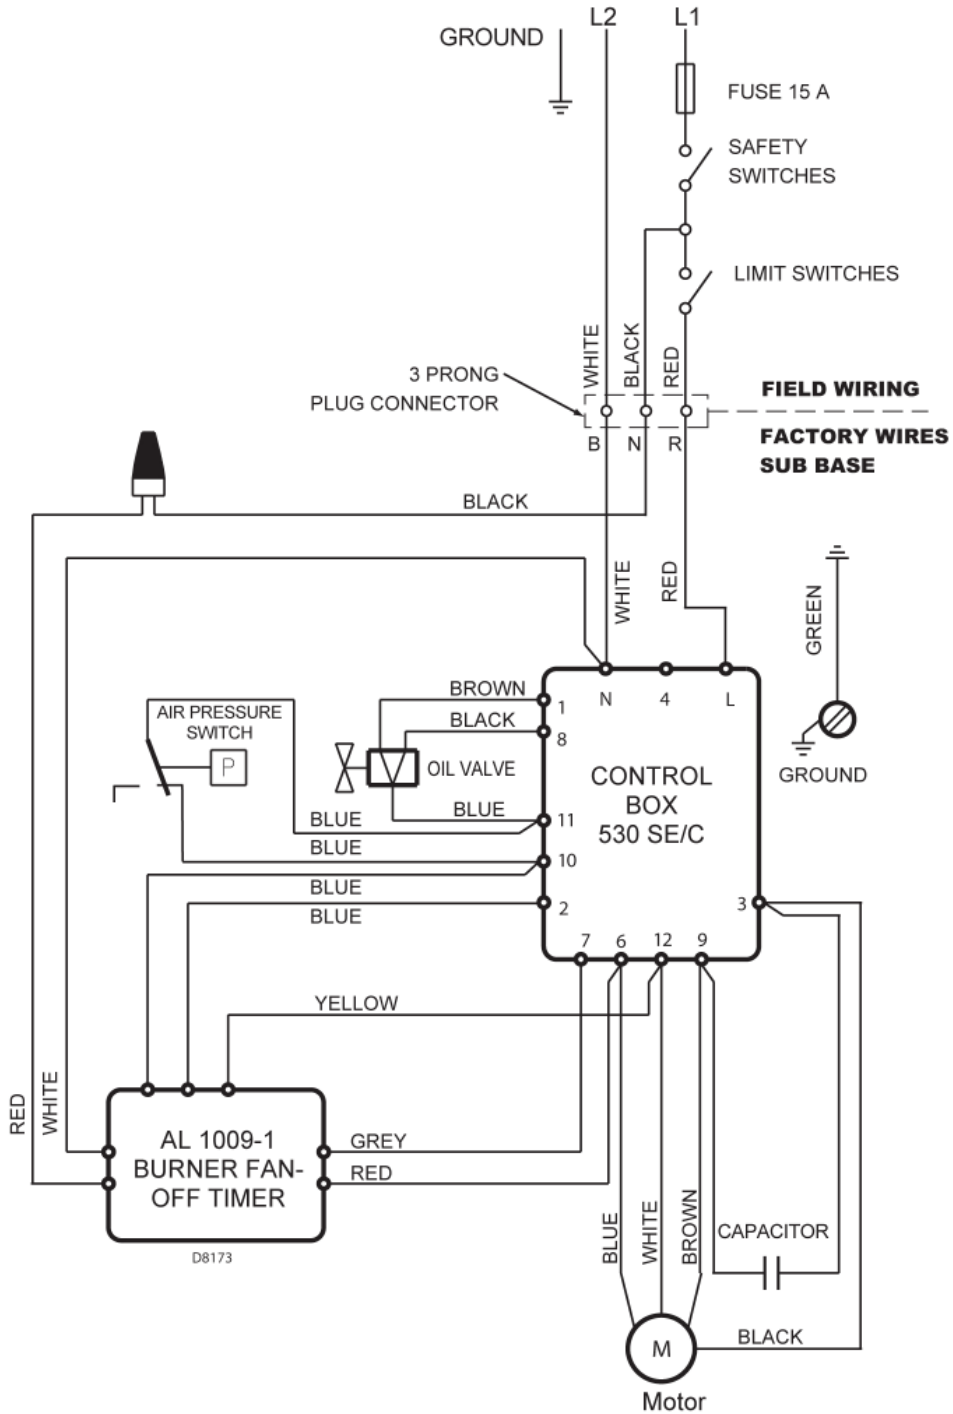 L2
L1
GROUND
FUSE 15 A
SAFETY
SWITCHES
LIMIT SWITCHES
WHITE
BLACK
RED
3 PRONG
PLUG CONNECTOR
FIELD WIRING
FACTORY WIRES
SUB BASE
B
N
R
BLACK
WHITE
RED
GREEN
GROUND
BROWN
BLACK
AIR PRESSURE
SWITCH
P
OIL VALVE
BLUE
BLUE
BLUE
BLUE
BLUE
N
4
L
1
8
11
10
2
3
7
6
12
9
CONTROL
BOX
530 SE/C
YELLOW
RED
WHITE
AL 1009-1
BURNER FAN-
OFF TIMER
D8173
GREY
RED
BLUE
WHITE
BROWN
CAPACITOR
BLACK
M
Motor